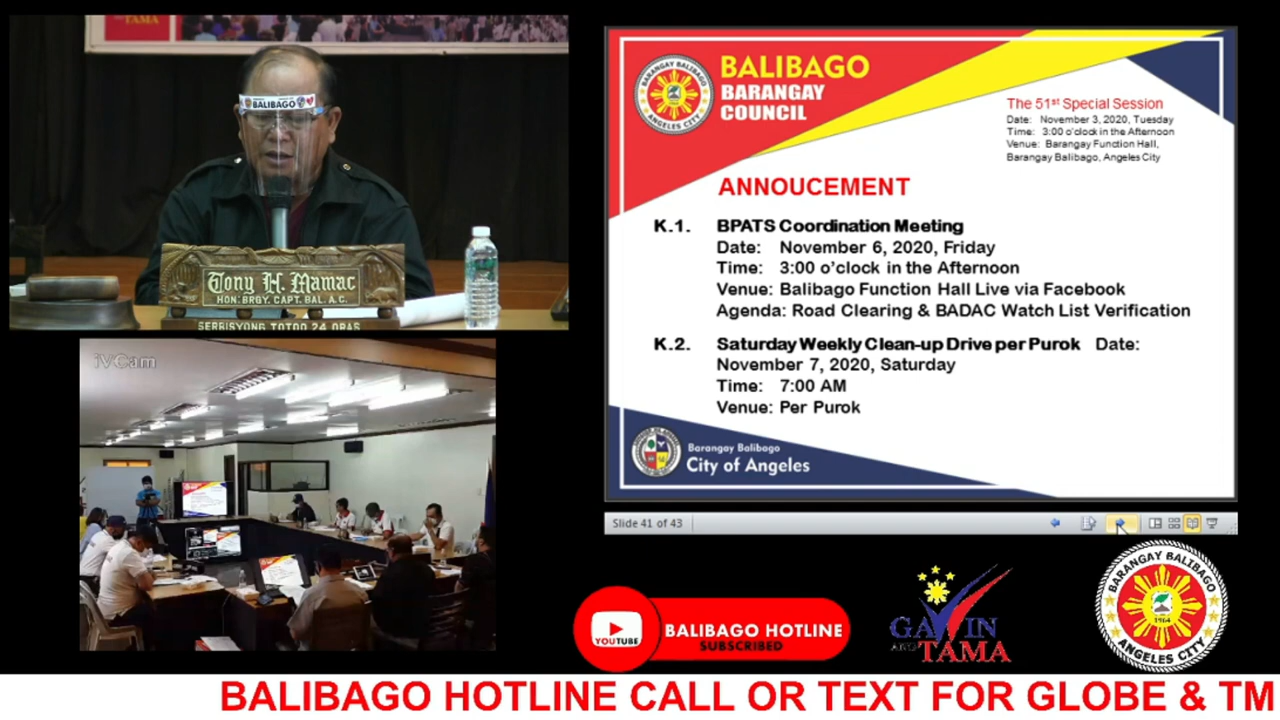 TAMA
BALIBAGO
Tony H. Mamac
HON: BRGY. CAPT. BAL. A.C.
SERBISYONG TOTOO 24 ORAS
iVCam
BARANGAY BALIBAGO
ANGELES CITY
BALIBAGO
BARANGAY
COUNCIL
The 51st Special Session
Date: November 3, 2020, Tuesday
Time: 3:00 o'clock in the Afternoon
Venue: Barangay Function Hall,
Barangay Balibago, Angeles City
ANNOUCEMENT
K.1. BPATS Coordination Meeting
Date: November 6, 2020, Friday
Time: 3:00 o'clock in the Afternoon
Venue: Balibago Function Hall Live via Facebook
Agenda: Road Clearing & BADAC Watch List Verification
K.2. Saturday Weekly Clean-up Drive per Purok Date:
November 7, 2020, Saturday
Time: 7:00 AM
Venue: Per Purok
Barangay Balibago
City of Angeles
Slide 41 of 43
YOUTUBE
BALIBAGO HOTLINE
SUBSCRIBED
GAWIN
ANG TAMA
BARANGAY BALIBAGO
1964
ANGELES CITY
BALIBAGO HOTLINE CALL OR TEXT FOR GLOBE & TM